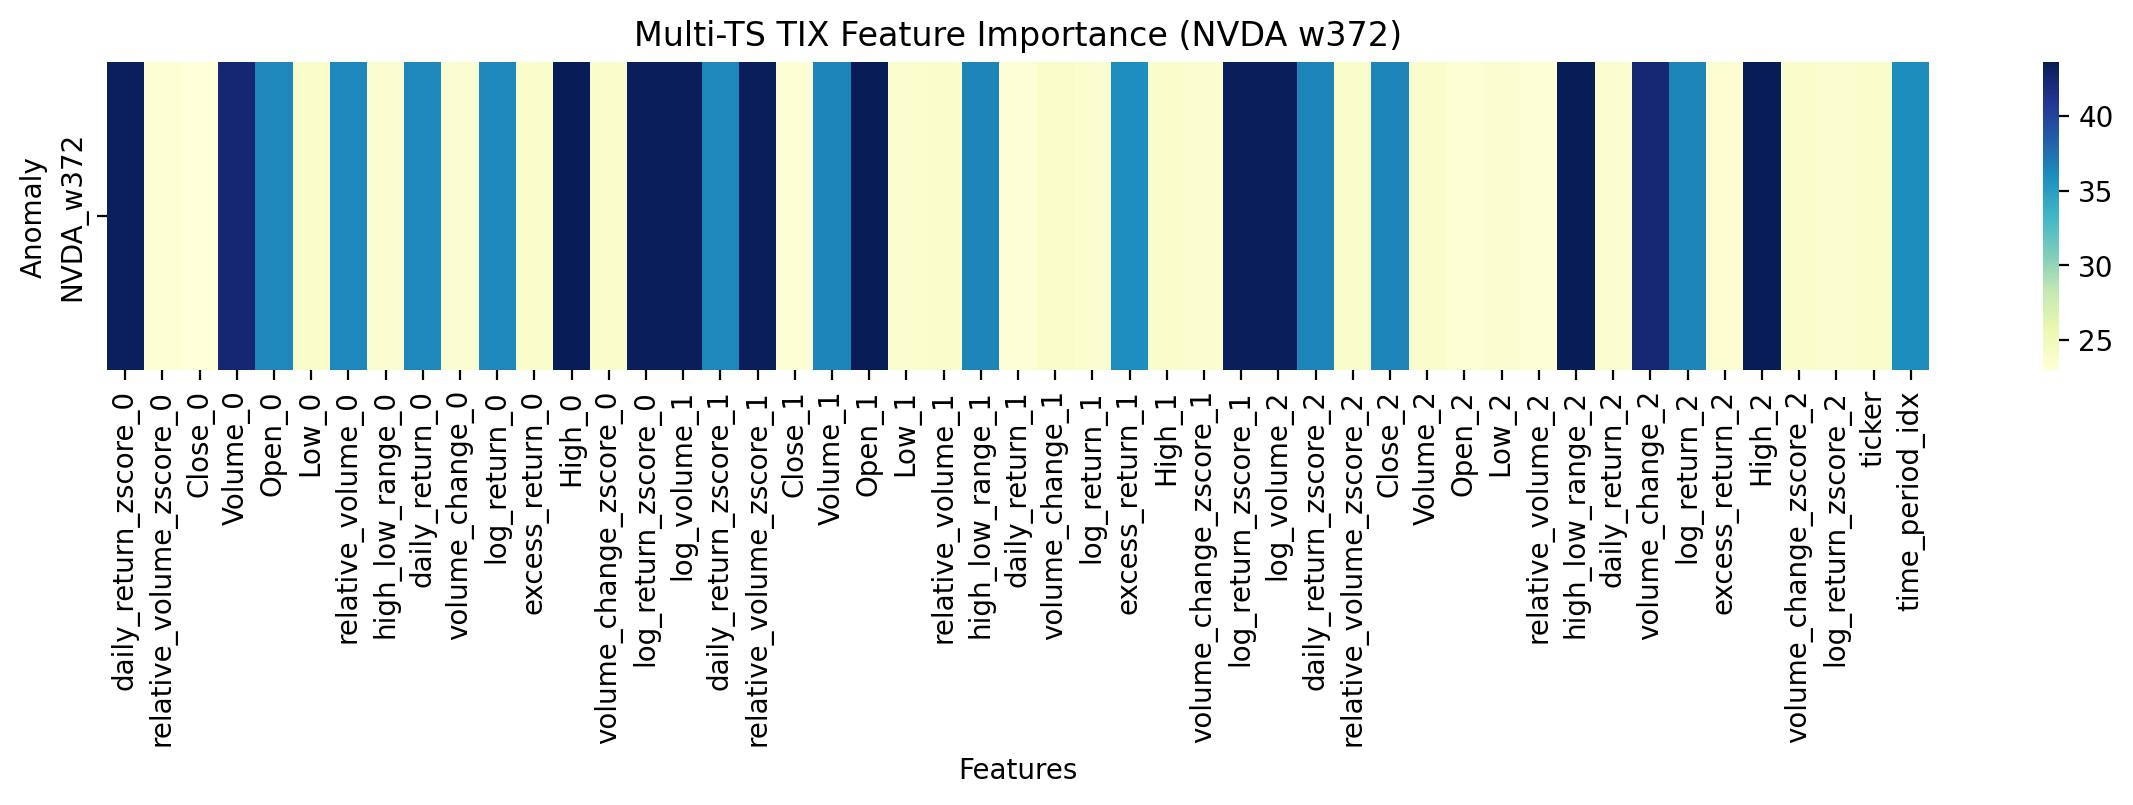 Multi-TS TIX Feature Importance (NVDA w372)
Anomaly
NVDA_w372
40
35
30
25
daily_return_zscore_0
relative_volume_zscore_0
Close_0
Volume_0
Open_0
Low_0
relative_volume_0
high_low_range_0
daily_return_0
volume_change_0
log_return_0
excess_return_0
High_0
volume_change_zscore_0
log_return_zscore_0
log_volume_1
daily_return_zscore_1
relative_volume_zscore_1
Close_1
Volume_1
Open_1
Low_1
relative_volume_1
high_low_range_1
daily_return_1
volume_change_1
log_return_1
excess_return_1
High_1
volume_change_zscore_1
log_return_zscore_1
log_volume_2
daily_return_zscore_2
relative_volume_zscore_2
Close_2
Volume_2
Open_2
Low_2
relative_volume_2
high_low_range_2
daily_return_2
volume_change_2
log_return_2
excess_return_2
High_2
volume_change_zscore_2
log_return_zscore_2
ticker
time_period_idx
Features